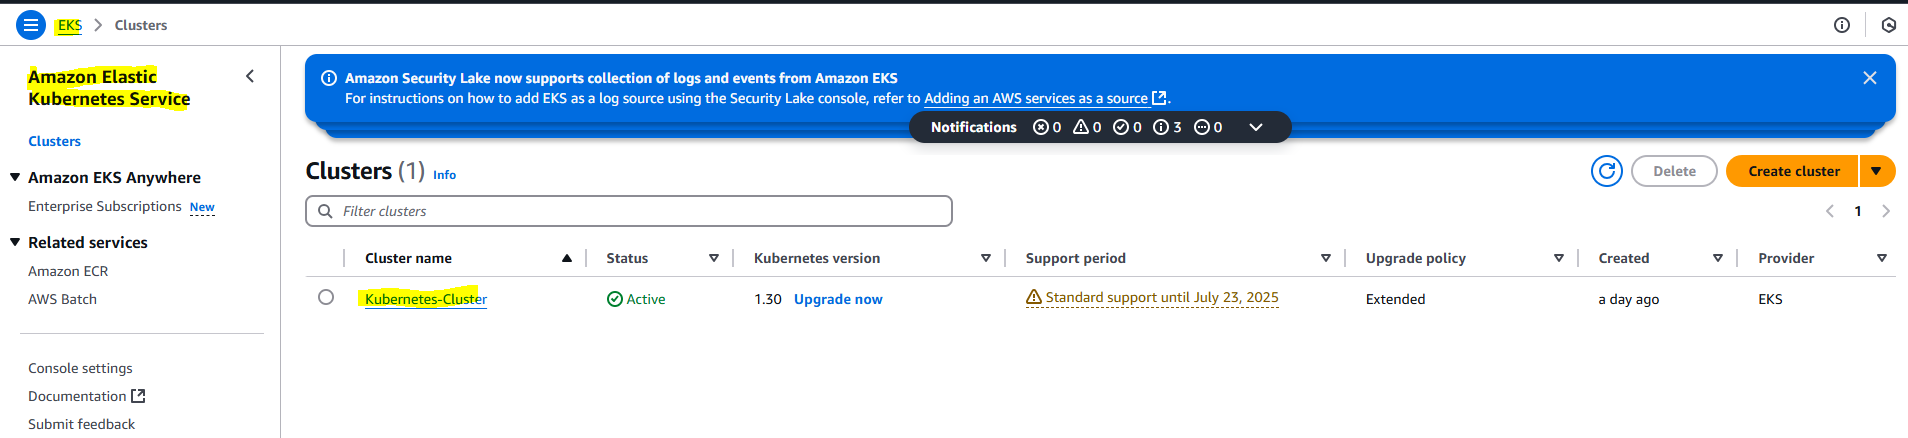 EKS > Clusters
Amazon Elastic
Kubernetes Service
Clusters
Amazon EKS Anywhere
Enterprise Subscriptions New
Related services
Amazon ECR
AWS Batch
Console settings
Documentation
Submit feedback
Amazon Security Lake now supports collection of logs and events from Amazon EKS
For instructions on how to add EKS as a log source using the Security Lake console, refer to Adding an AWS services as a source.
Notifications 0 0 0 3 0
Clusters (1) Info
Delete
Create cluster
Filter clusters
1
Cluster name Status Kubernetes version Support period Upgrade policy Created Provider
Kubernetes-Cluster Active 1.30 Upgrade now Standard support until July 23, 2025 Extended a day ago EKS